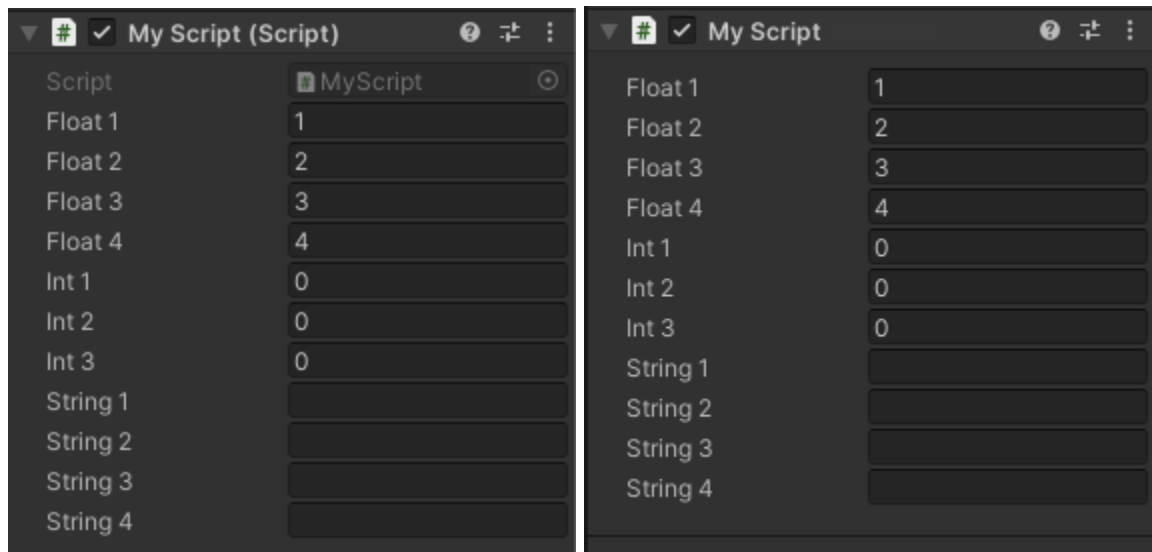 # My Script (Script)
Script # MyScript
Float 1 1
Float 2 2
Float 3 3
Float 4 4
Int 1 0
Int 2 0
Int 3 0
String 1
String 2
String 3
String 4
# My Script
Float 1 1
Float 2 2
Float 3 3
Float 4 4
Int 1 0
Int 2 0
Int 3 0
String 1
String 2
String 3
String 4